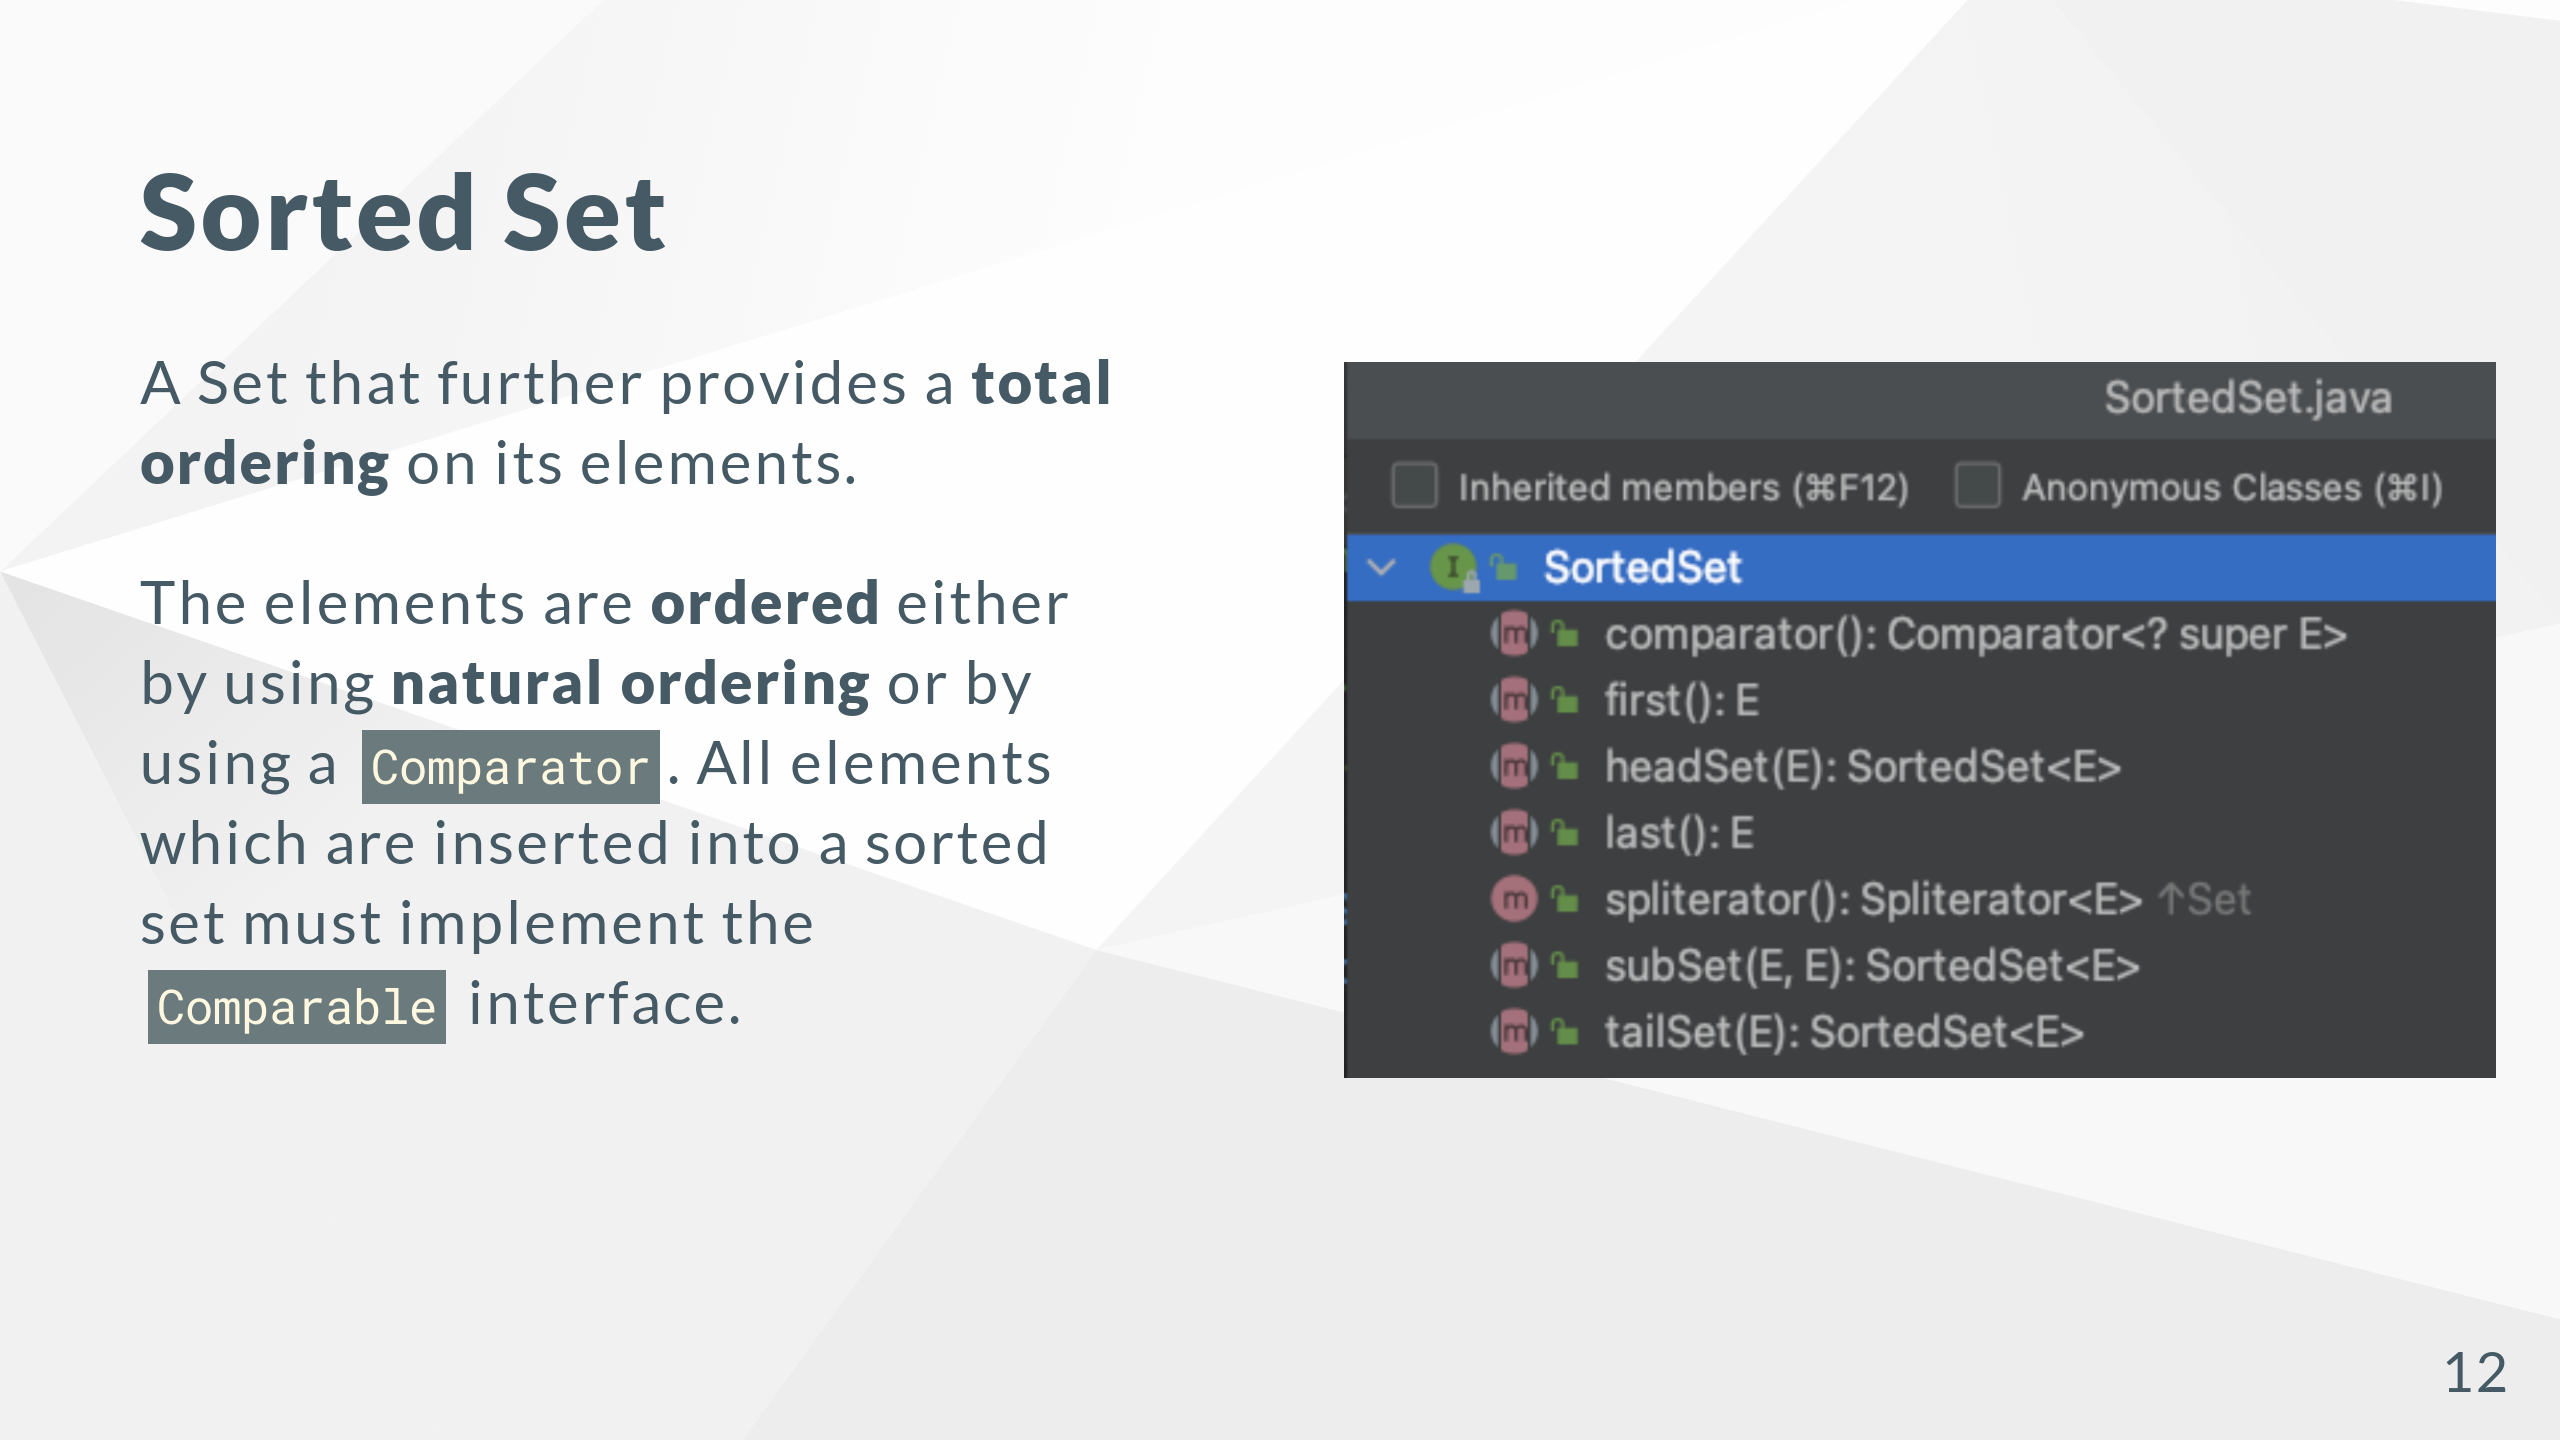 Sorted Set
A Set that further provides a total
ordering on its elements.
The elements are ordered either
by using natural ordering or by
using a Comparator. All elements
which are inserted into a sorted
set must implement the
Comparable interface.
SortedSet.java
Inherited members (⌘F12) Anonymous Classes (⌘I)
I SortedSet
m comparator(): Comparator<? super E>
m first(): E
m headSet(E): SortedSet<E>
m last(): E
m spliterator(): Spliterator<E> ↑Set
m subSet(E, E): SortedSet<E>
m tailSet(E): SortedSet<E>
12